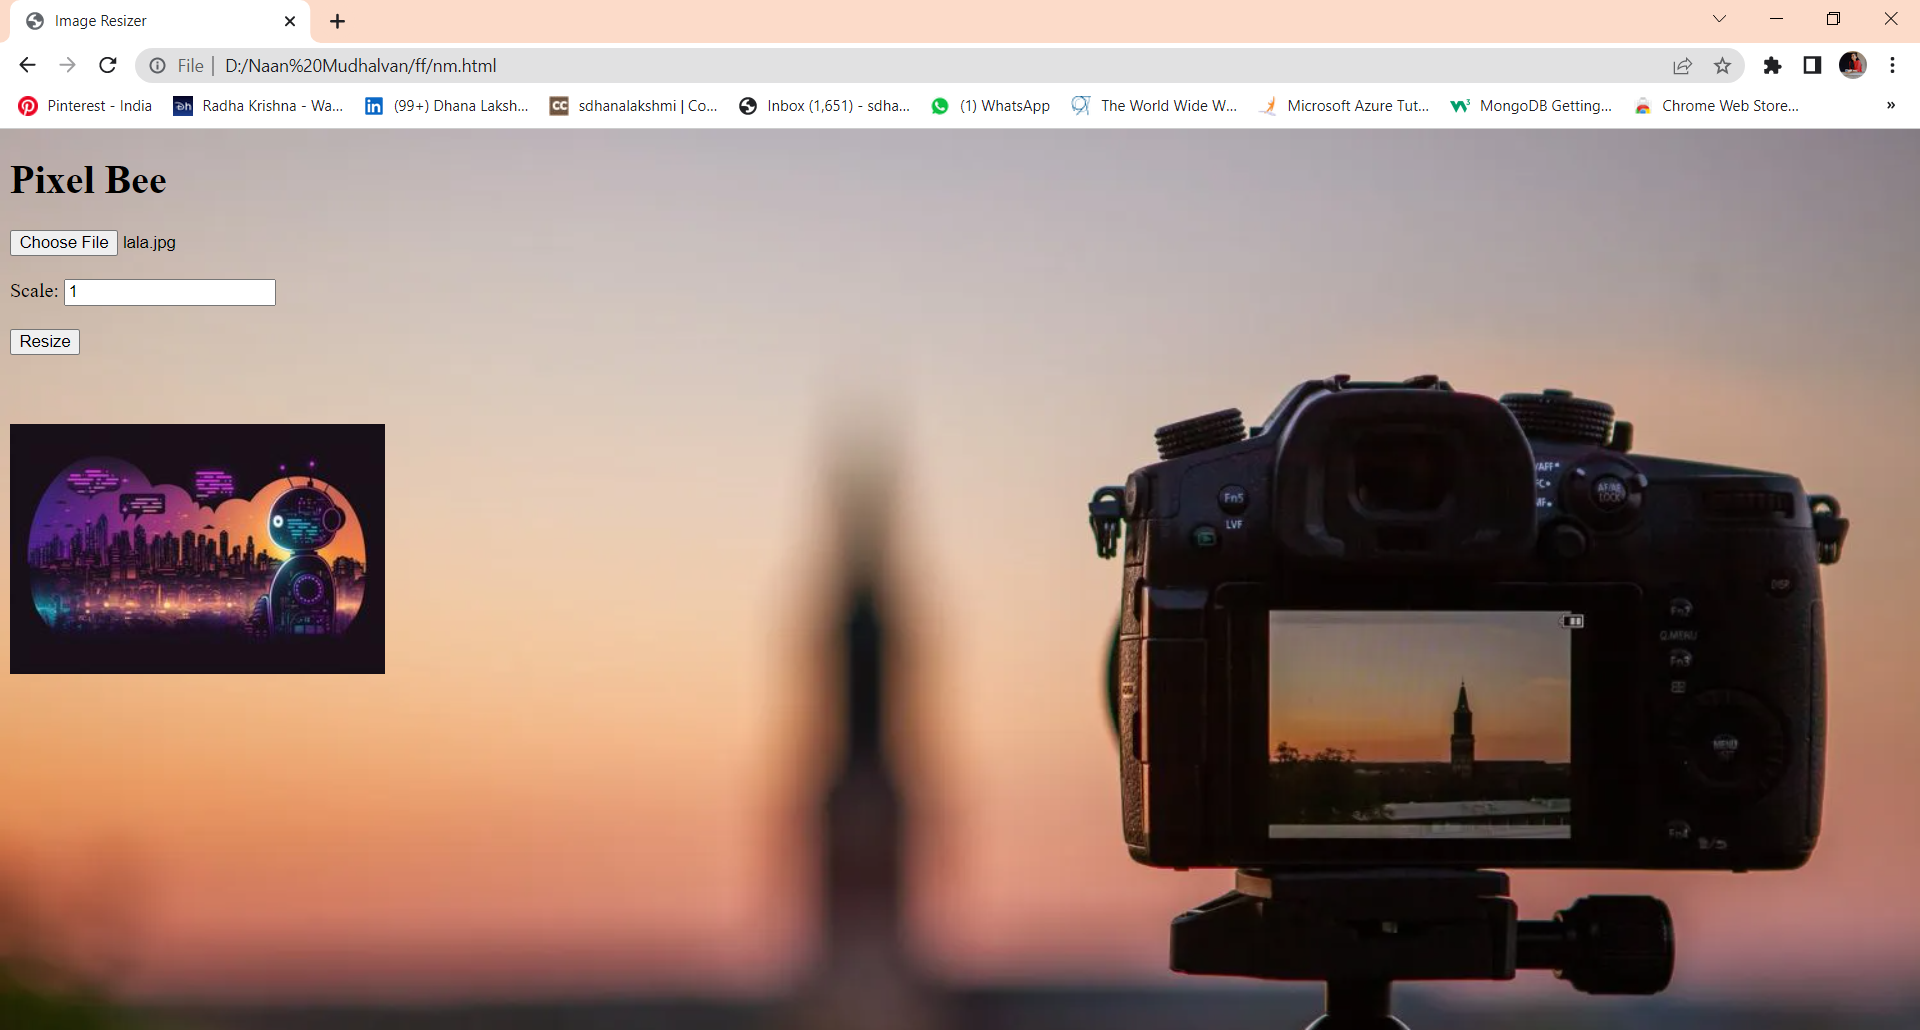 Image Resizer
File D:/Naan%20Mudhalvan/ff/nm.html
Pinterest - India Radha Krishna - Wa... (99+) Dhana Laksh... sdhanalakshmi | Co... Inbox (1,651) - sdha... (1) WhatsApp The World Wide W... Microsoft Azure Tut... MongoDB Getting... Chrome Web Store... »
Pixel Bee
Choose File lala.jpg
Scale: 1
Resize
/AFF
AF/AE
LOCK
Fn5
LVF
DISP
Fn2
Q.MENU
Fn3
MENU
Fn4